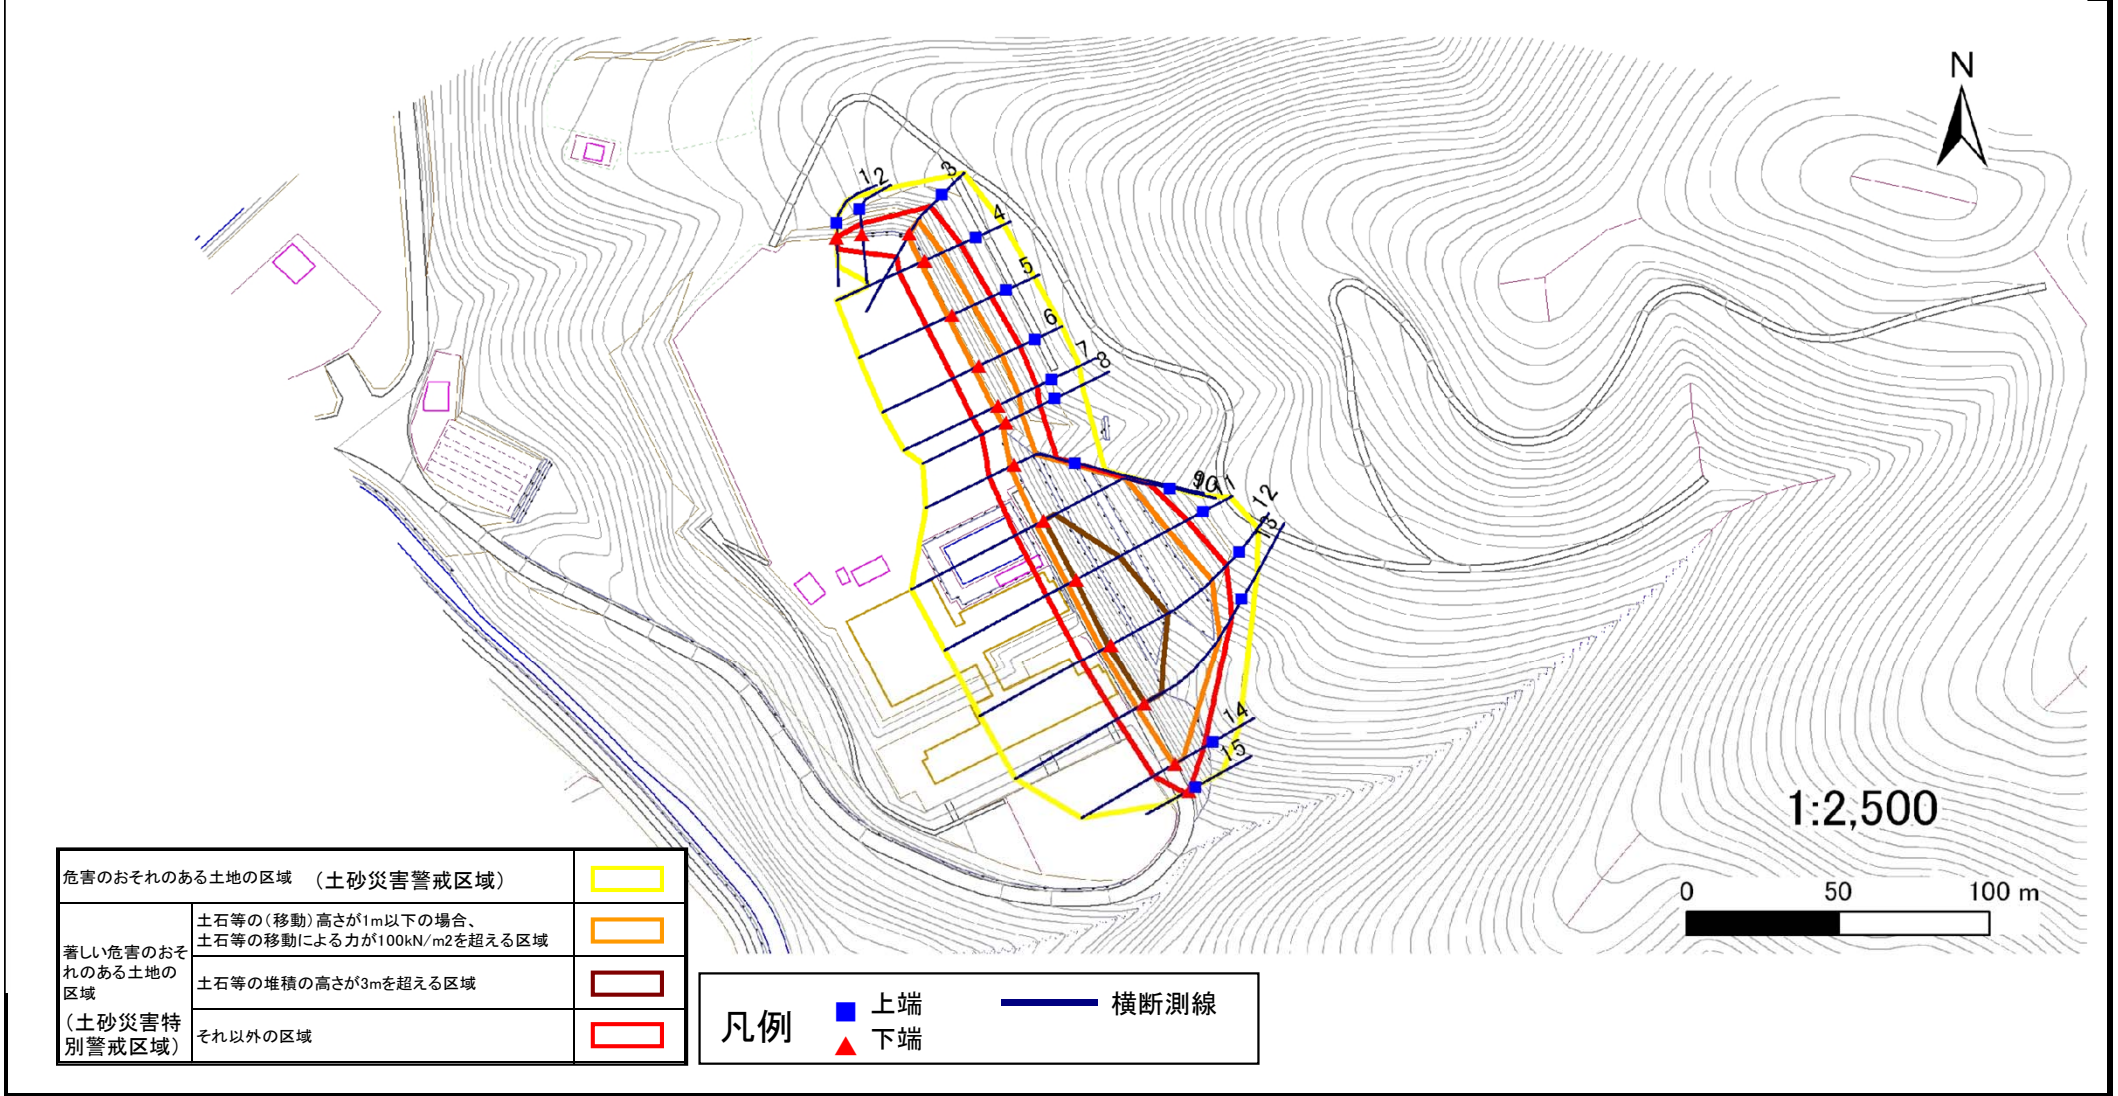 N
1
2
3
4
5
6
7
8
9
10
11
12
13
14
15
1:2,500
0 50 100 m
危害のおそれのある土地の区域 （土砂災害警戒区域）
著しい危害のおそ
れのある土地の
区域
（土砂災害特
別警戒区域）
土石等の（移動）高さが1m以下の場合、
土石等の移動による力が100kN/m2を超える区域
土石等の堆積の高さが3mを超える区域
それ以外の区域
凡例
上端
下端
横断測線